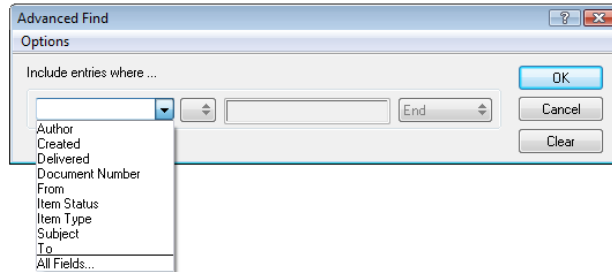 Advanced Find
Options
Include entries where ...
End
OK
Cancel
Clear
Author
Created
Delivered
Document Number
From
Item Status
Item Type
Subject
To
All Fields...